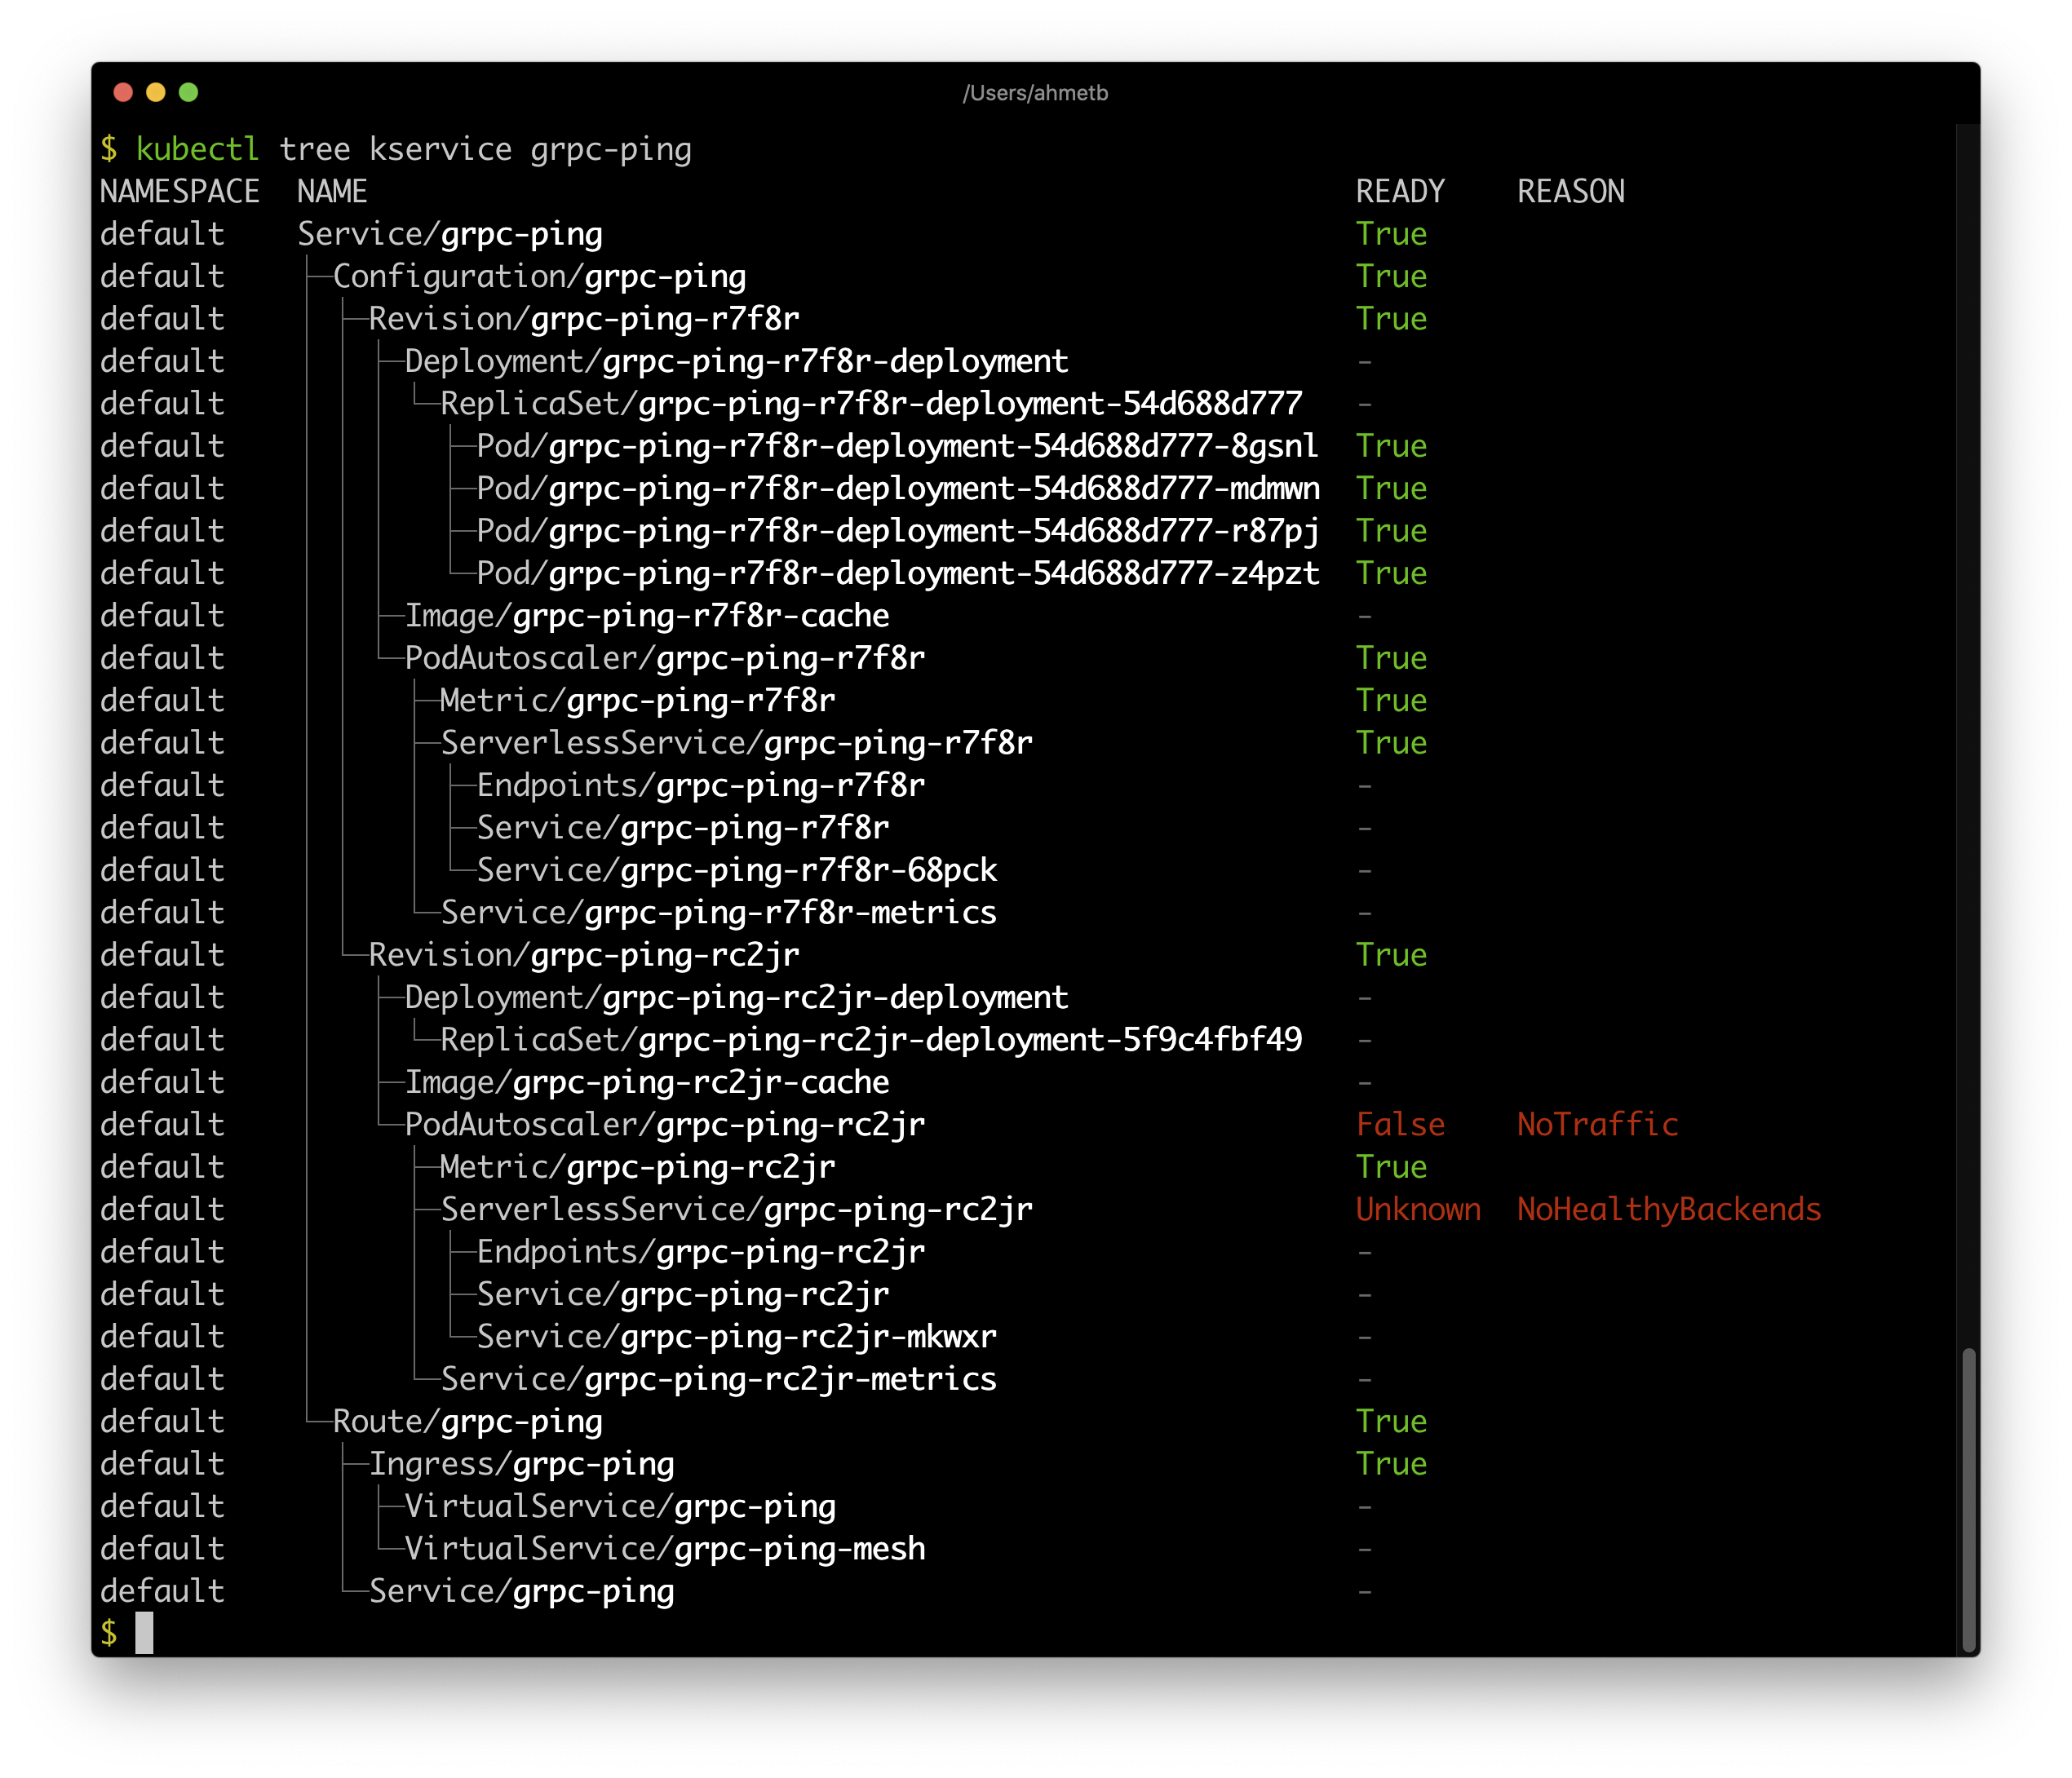 /Users/ahmetb
$ kubectl tree kservice grpc-ping
NAMESPACE  NAME                                                       READY    REASON
default    Service/grpc-ping                                          True
default    ├─Configuration/grpc-ping                                  True
default    │ ├─Revision/grpc-ping-r7f8r                               True
default    │ │ ├─Deployment/grpc-ping-r7f8r-deployment                -
default    │ │ │ └─ReplicaSet/grpc-ping-r7f8r-deployment-54d688d777   -
default    │ │ │   ├─Pod/grpc-ping-r7f8r-deployment-54d688d777-8gsnl  True
default    │ │ │   ├─Pod/grpc-ping-r7f8r-deployment-54d688d777-mdmwn  True
default    │ │ │   ├─Pod/grpc-ping-r7f8r-deployment-54d688d777-r87pj  True
default    │ │ │   └─Pod/grpc-ping-r7f8r-deployment-54d688d777-z4pzt  True
default    │ │ ├─Image/grpc-ping-r7f8r-cache                          -
default    │ │ └─PodAutoscaler/grpc-ping-r7f8r                        True
default    │ │   ├─Metric/grpc-ping-r7f8r                             True
default    │ │   ├─ServerlessService/grpc-ping-r7f8r                  True
default    │ │   │ ├─Endpoints/grpc-ping-r7f8r                        -
default    │ │   │ ├─Service/grpc-ping-r7f8r                          -
default    │ │   │ └─Service/grpc-ping-r7f8r-68pck                    -
default    │ │   └─Service/grpc-ping-r7f8r-metrics                    -
default    │ └─Revision/grpc-ping-rc2jr                               True
default    │   ├─Deployment/grpc-ping-rc2jr-deployment                -
default    │   │ └─ReplicaSet/grpc-ping-rc2jr-deployment-5f9c4fbf49   -
default    │   ├─Image/grpc-ping-rc2jr-cache                          -
default    │   └─PodAutoscaler/grpc-ping-rc2jr                        False    NoTraffic
default    │     ├─Metric/grpc-ping-rc2jr                             True
default    │     ├─ServerlessService/grpc-ping-rc2jr                  Unknown  NoHealthyBackends
default    │     │ ├─Endpoints/grpc-ping-rc2jr                        -
default    │     │ ├─Service/grpc-ping-rc2jr                          -
default    │     │ └─Service/grpc-ping-rc2jr-mkwxr                    -
default    │     └─Service/grpc-ping-rc2jr-metrics                    -
default    └─Route/grpc-ping                                          True
default      ├─Ingress/grpc-ping                                      True
default      │ ├─VirtualService/grpc-ping                             -
default      │ └─VirtualService/grpc-ping-mesh                        -
default      └─Service/grpc-ping                                      -
$